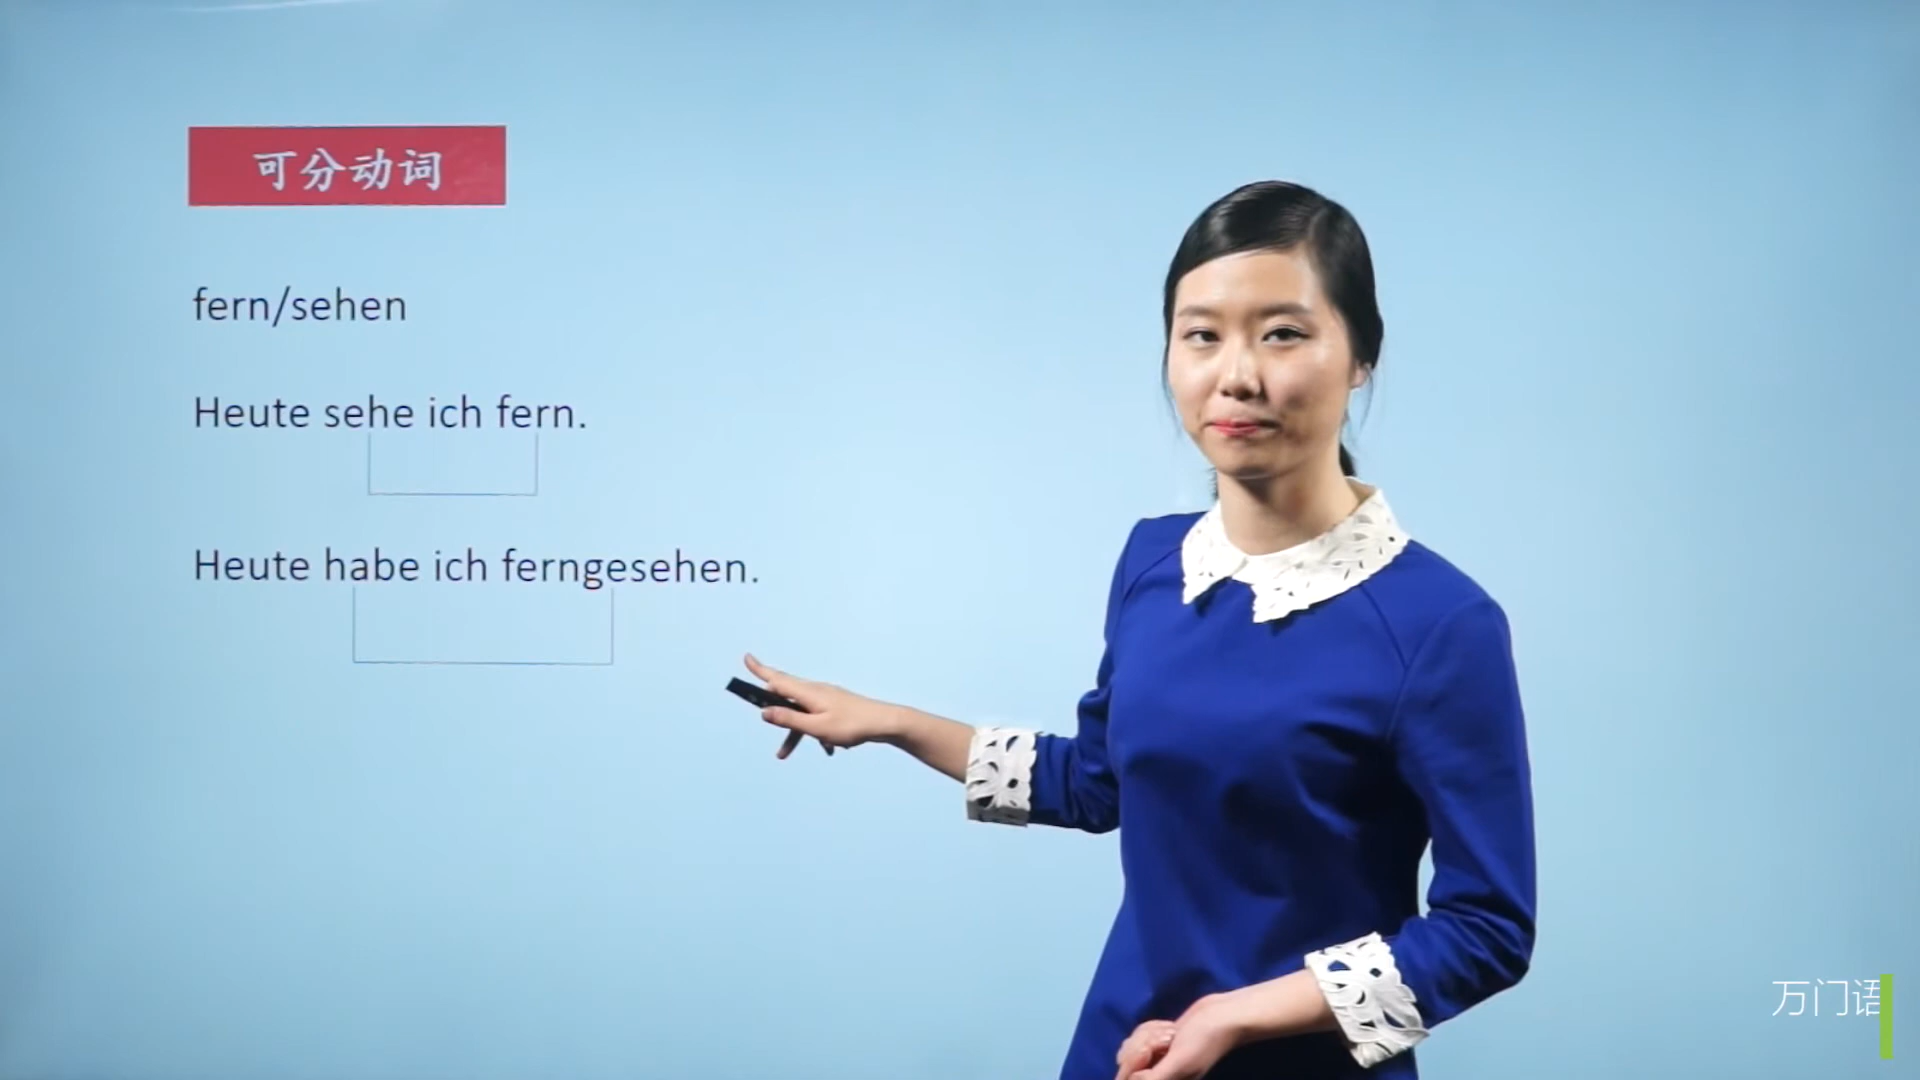 可分动词
fern/sehen
Heute sehe ich fern.
Heute habe ich ferngesehen.
万门语